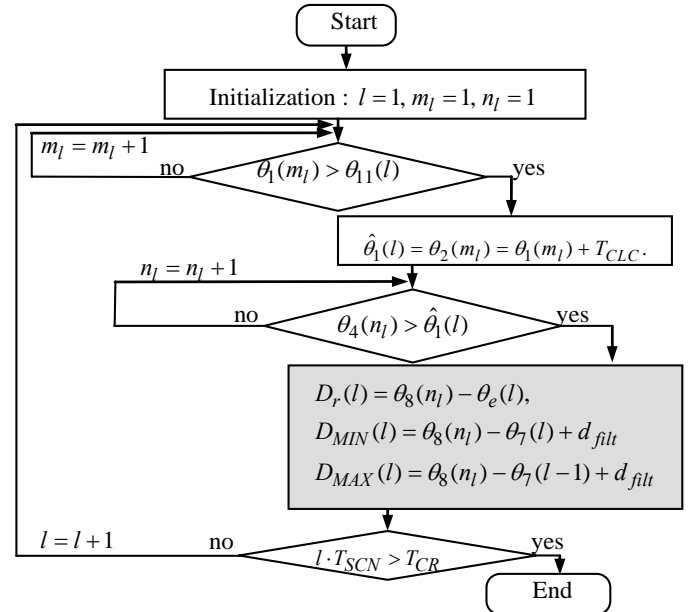 Start
Initialization : l = 1, m_l = 1, n_l = 1
m_l = m_l + 1
no
θ_1(m_l) > θ_11(l)
yes
θ̂_1(l) = θ_2(m_l) = θ_1(m_l) + T_CLC.
n_l = n_l + 1
no
θ_4(n_l) > θ̂_1(l)
yes
D_r(l) = θ_8(n_l) − θ_e(l),
D_MIN(l) = θ_8(n_l) − θ_7(l) + d_filt
D_MAX(l) = θ_8(n_l) − θ_7(l−1) + d_filt
l = l + 1
no
l · T_SCN > T_CR
yes
End